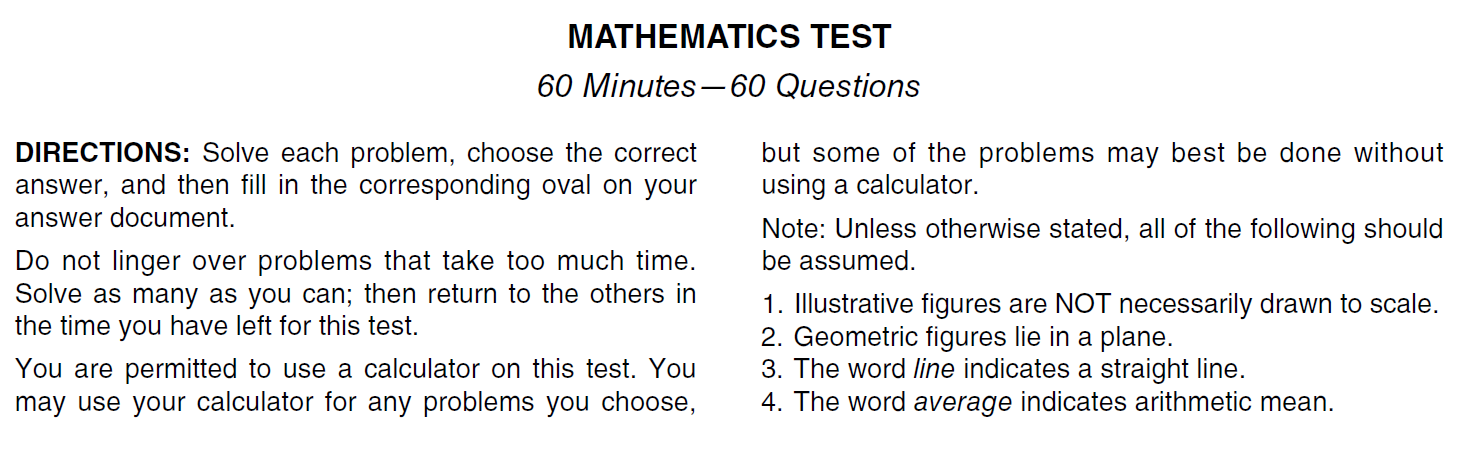 MATHEMATICS TEST
60 Minutes—60 Questions
DIRECTIONS: Solve each problem, choose the correct
answer, and then fill in the corresponding oval on your
answer document.
Do not linger over problems that take too much time.
Solve as many as you can; then return to the others in
the time you have left for this test.
You are permitted to use a calculator on this test. You
may use your calculator for any problems you choose,
but some of the problems may best be done without
using a calculator.
Note: Unless otherwise stated, all of the following should
be assumed.
1. Illustrative figures are NOT necessarily drawn to scale.
2. Geometric figures lie in a plane.
3. The word line indicates a straight line.
4. The word average indicates arithmetic mean.